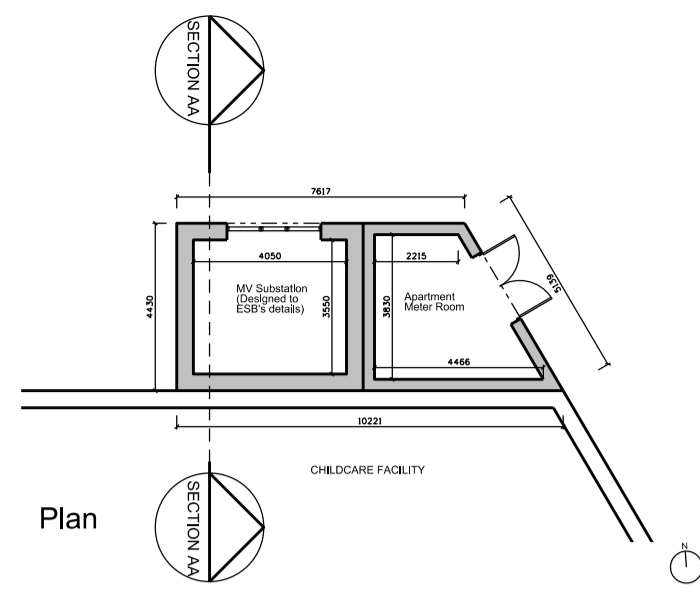 SECTION AA
7617
5139
4430
4050
2215
MV Substation
(Designed to
ESB's details)
3550
3830
Apartment
Meter Room
4466
10221
CHILDCARE FACILITY
SECTION AA
Plan
N